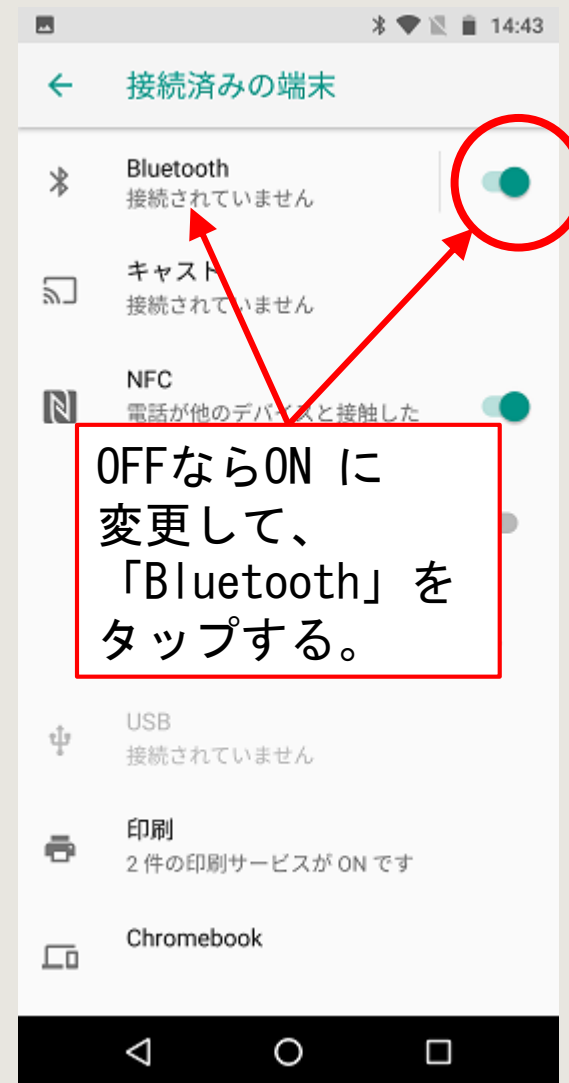 14:43
接続済みの端末
Bluetooth
接続されていません
キャスト
接続されていません
NFC
電話が他のデバイスと接触した
OFFならON に
変更して、
「Bluetooth」を
タップする。
USB
接続されていません
印刷
2 件の印刷サービスが ON です
Chromebook